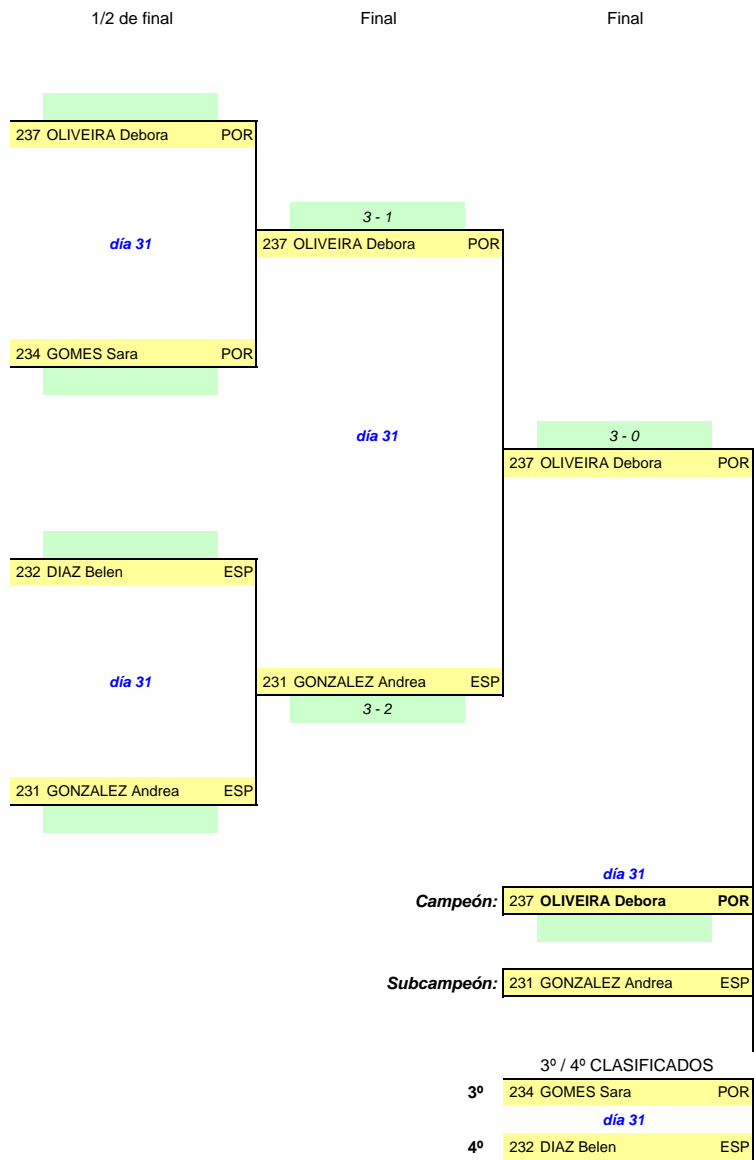 1/2 de final Final Final
237 OLIVEIRA Debora POR
3 - 1
día 31 237 OLIVEIRA Debora POR
234 GOMES Sara POR
día 31 3 - 0
237 OLIVEIRA Debora POR
232 DIAZ Belen ESP
día 31 231 GONZALEZ Andrea ESP
3 - 2
231 GONZALEZ Andrea ESP
día 31
Campeón: 237 OLIVEIRA Debora POR
Subcampeón: 231 GONZALEZ Andrea ESP
3º / 4º CLASIFICADOS
3º 234 GOMES Sara POR
día 31
4º 232 DIAZ Belen ESP